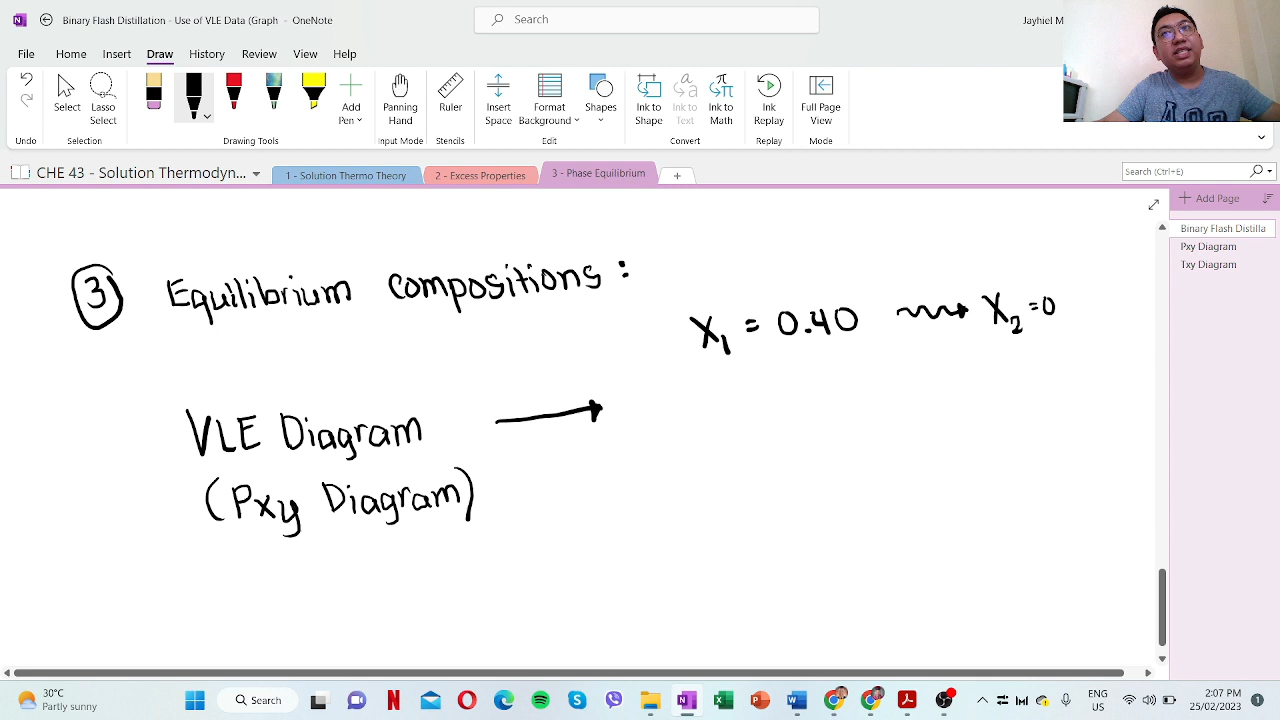 Binary Flash Distillation - Use of VLE Data (Graph - OneNote
Search
Jayhiel M
File Home Insert Draw History Review View Help
Undo
Select
Lasso Select
Add Pen
Panning Hand
Ruler
Insert Space
Format Background
Shapes
Ink to Shape
Ink to Text
Ink to Math
Ink Replay
Full Page View
Undo Selection Drawing Tools Input Mode Stencils Edit Convert Replay View
CHE 43 - Solution Thermodyn...
1 - Solution Thermo Theory
2 - Excess Properties
3 - Phase Equilibrium
+
Search (Ctrl+E)
Add Page
Binary Flash Distilla
Pxy Diagram
Txy Diagram
3 Equilibrium compositions :
X₁ = 0.40 → X₂ = 0
VLE Diagram →
(Pxy Diagram)
30°C
Partly sunny
Search
ENG
US
2:07 PM
25/02/2023
1